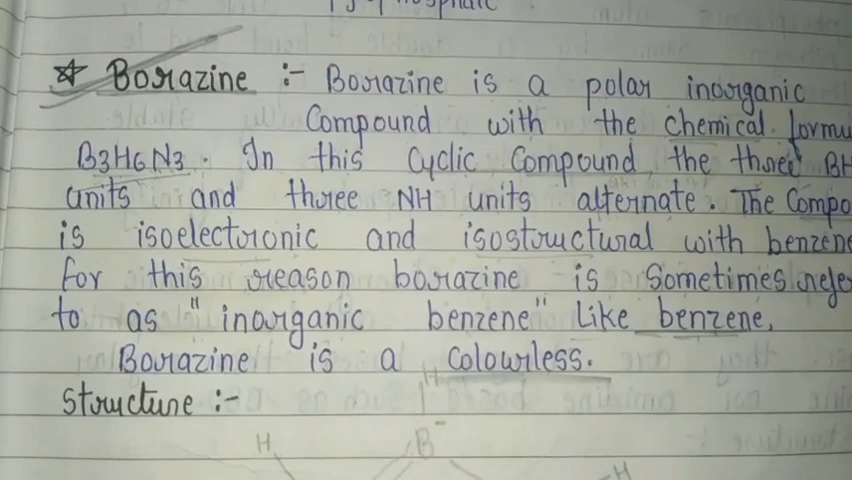 ☆ Borazine :- Borazine is a polar inorganic
Compound with the chemical formu
B3H6N3. In this Cyclic Compound, the three BH
units and three NH units alternate. The Compo
is isoelectronic and isostructural with benzene
for this reason borazine is Sometimes refe
to as "inorganic benzene" Like benzene,
Borazine is a colourless.
Structure :-
H
B-
H
H